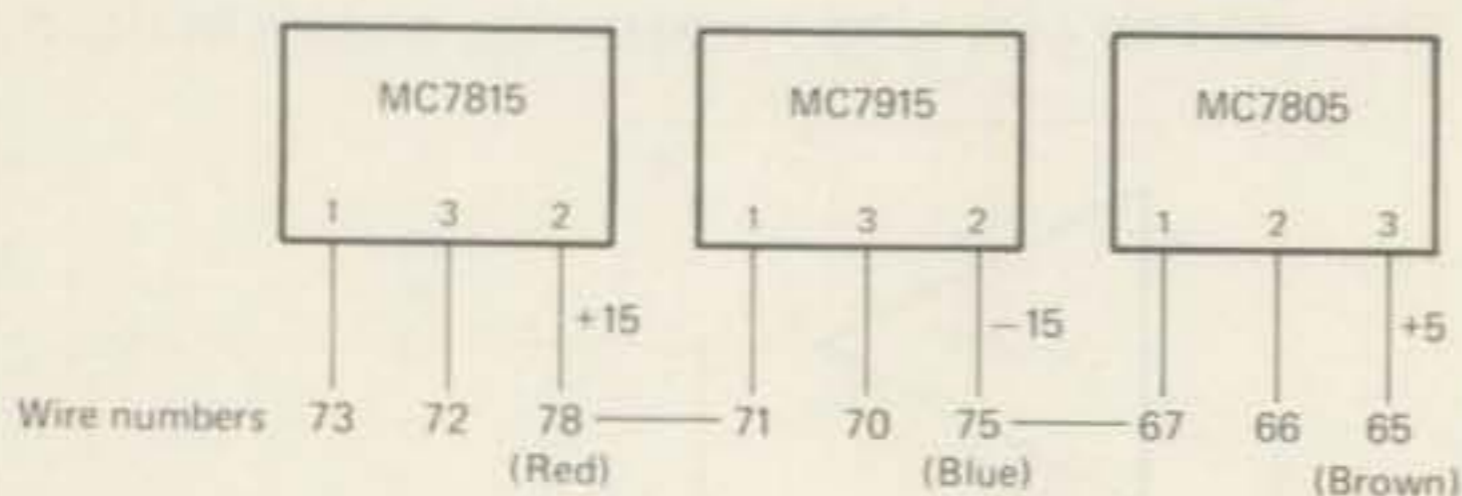 MC7815 MC7915 MC7805
1 3 2 1 3 2 1 2 3
+15 −15 +5
Wire numbers 73 72 78 71 70 75 67 66 65
(Red) (Blue) (Brown)